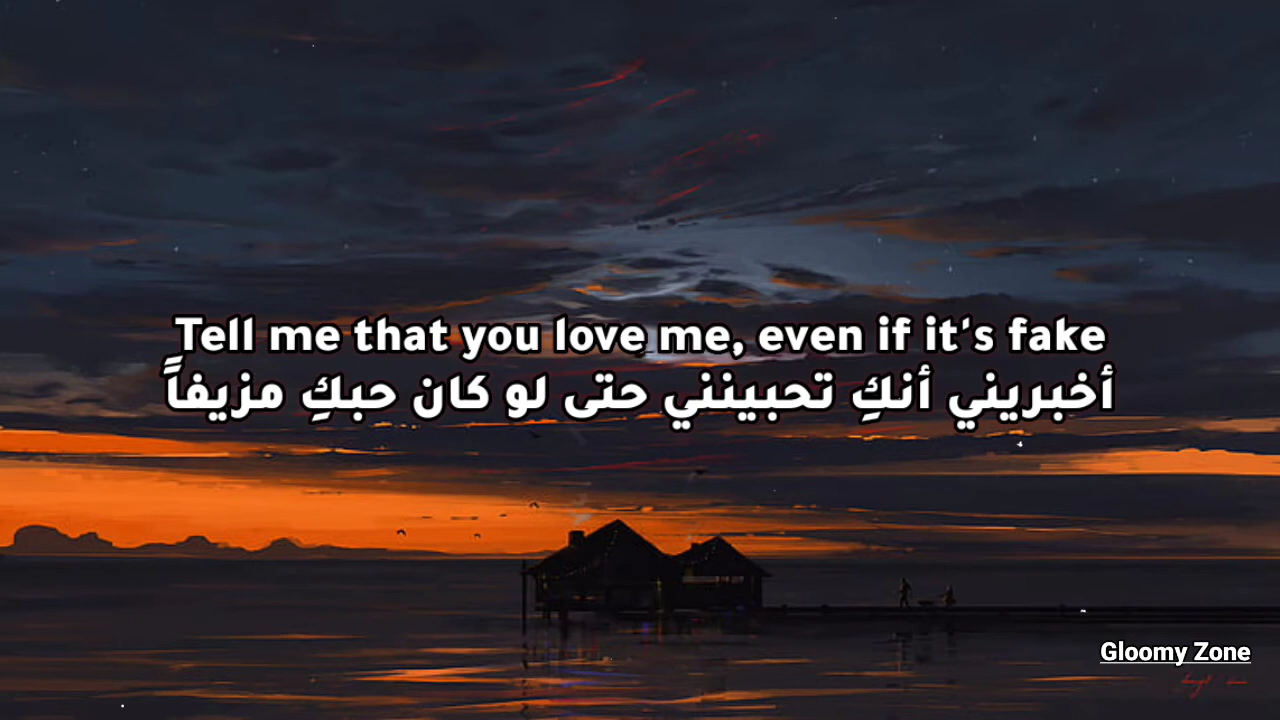 Tell me that you love me, even if it's fake
أخبريني أنكِ تحبينني حتى لو كان حبكِ مزيفاً
Gloomy Zone